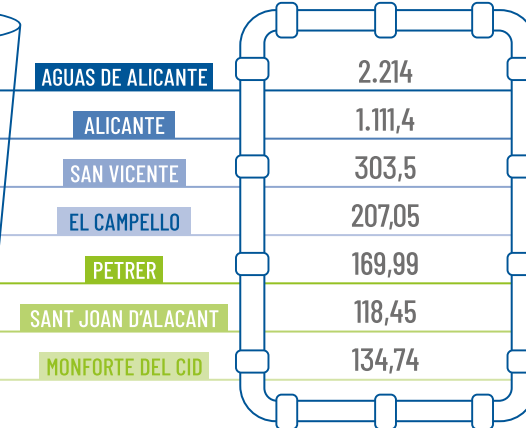 AGUAS DE ALICANTE 2.214
ALICANTE 1.111,4
SAN VICENTE 303,5
EL CAMPELLO 207,05
PETRER 169,99
SANT JOAN D'ALACANT 118,45
MONFORTE DEL CID 134,74